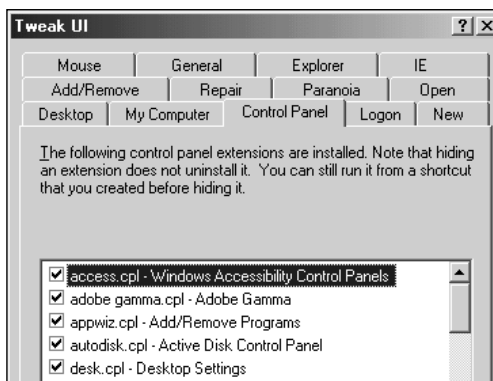 Tweak UI
Mouse General Explorer IE
Add/Remove Repair Paranoia Open
Desktop My Computer Control Panel Logon New
The following control panel extensions are installed. Note that hiding
an extension does not uninstall it. You can still run it from a shortcut
that you created before hiding it.
access.cpl - Windows Accessibility Control Panels
adobe gamma.cpl - Adobe Gamma
appwiz.cpl - Add/Remove Programs
autodisk.cpl - Active Disk Control Panel
desk.cpl - Desktop Settings